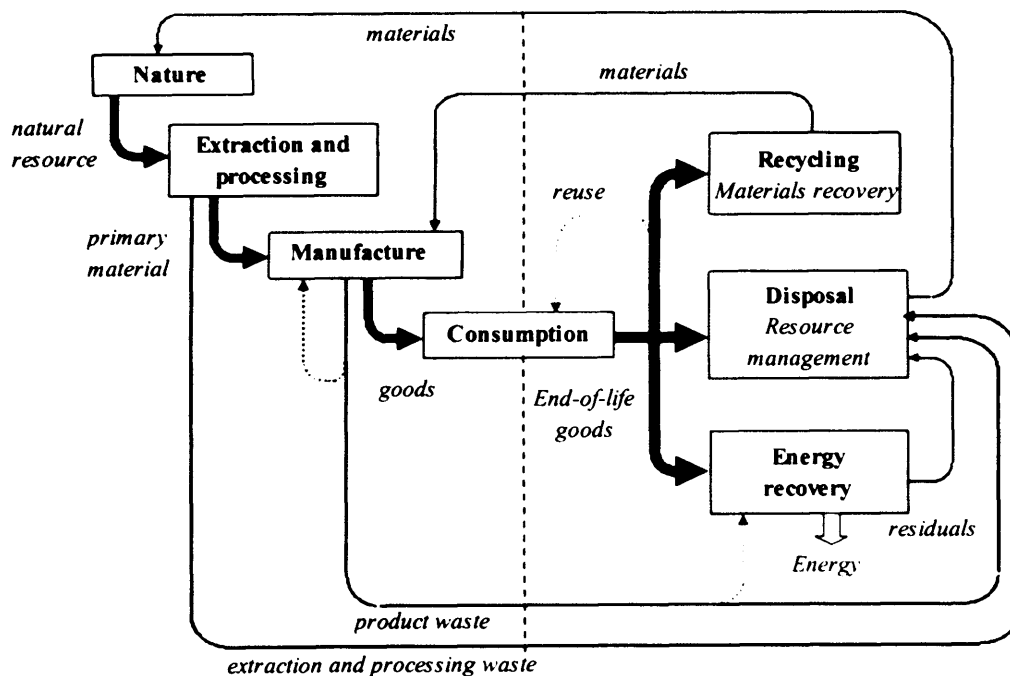 materials
Nature
materials
natural
resource
Extraction and
processing
Recycling
Materials recovery
reuse
primary
material
Manufacture
Disposal
Resource
management
Consumption
goods
End-of-life
goods
Energy
recovery
residuals
Energy
product waste
extraction and processing waste